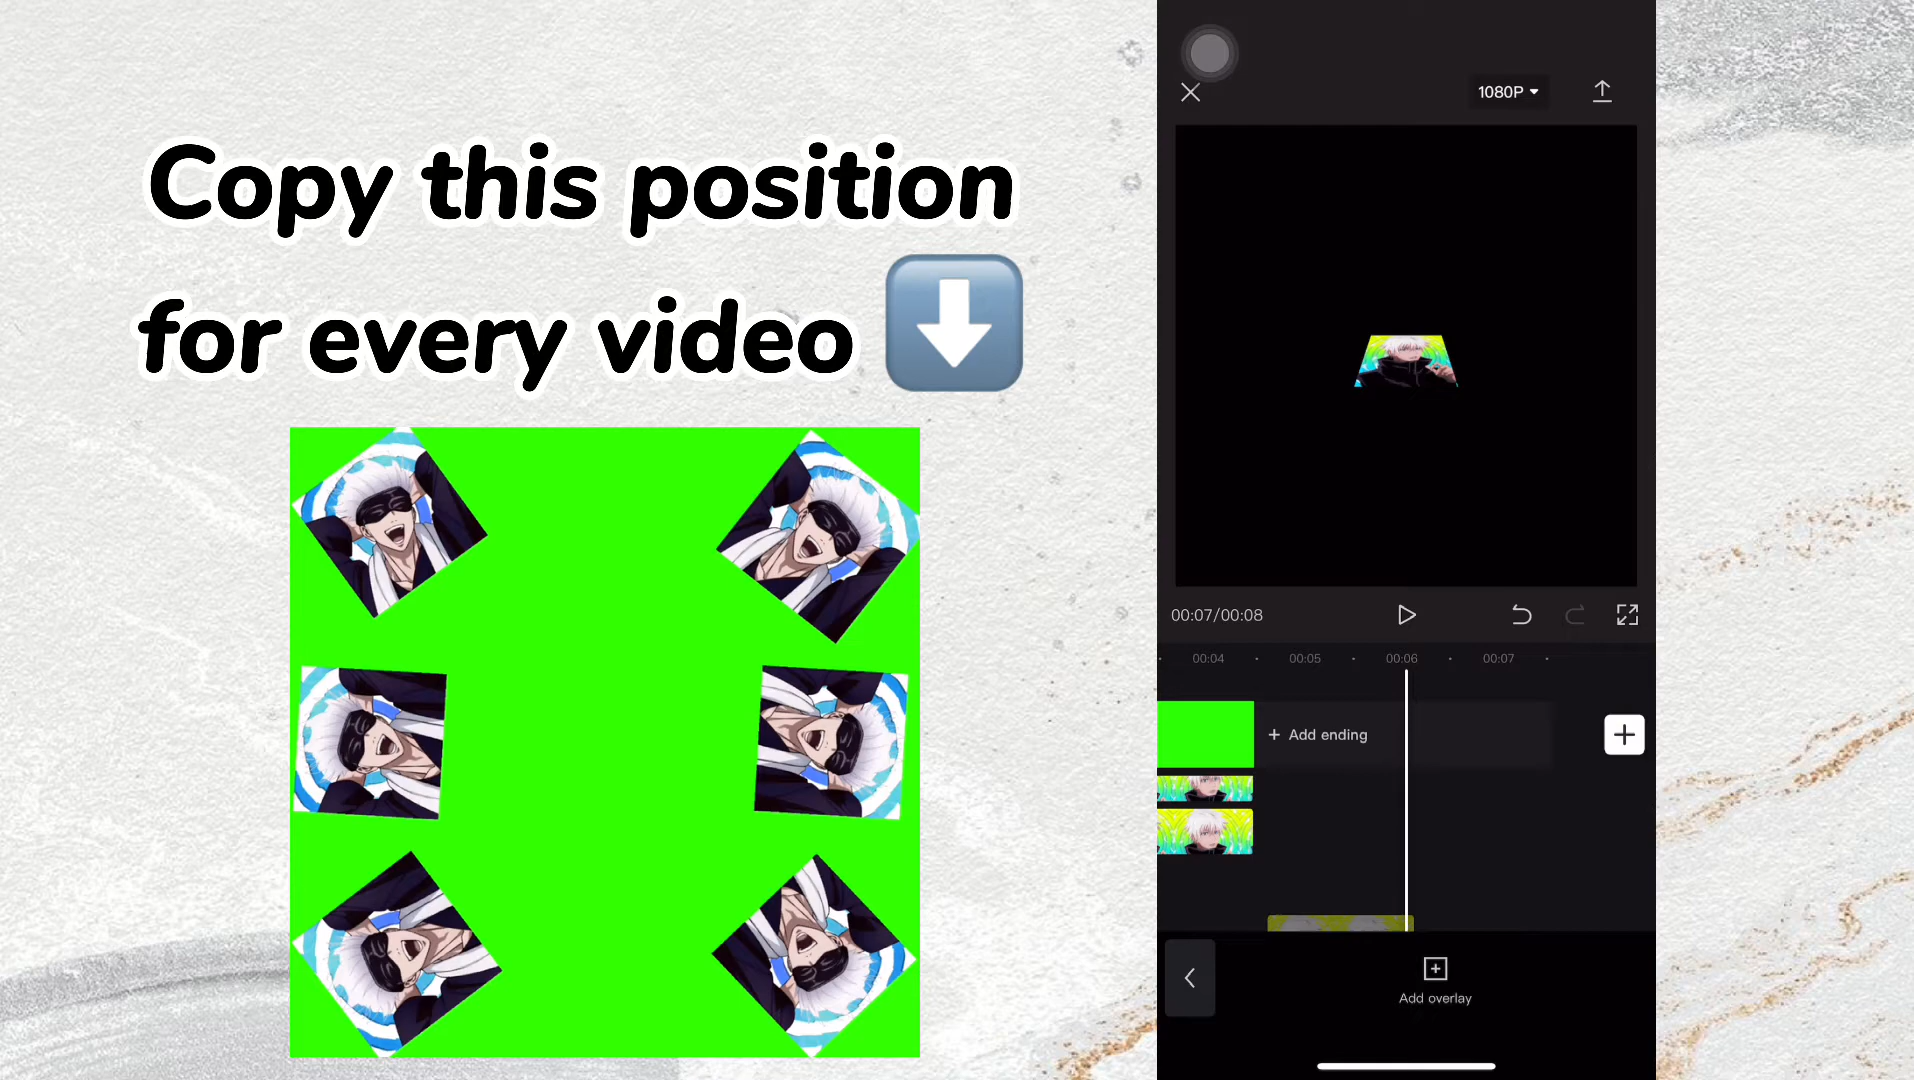 Copy this position
for every video
1080P
00:07/00:08
00:04 00:05 00:06 00:07
+ Add ending
Add overlay